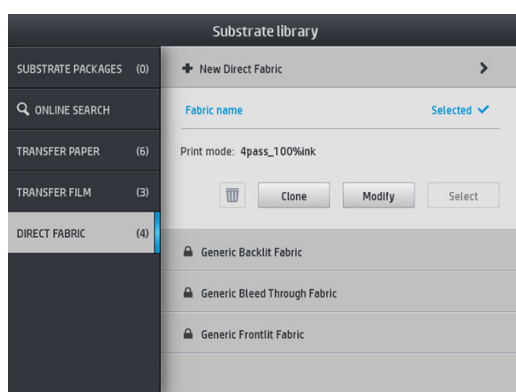 Substrate library
SUBSTRATE PACKAGES (0)
ONLINE SEARCH
TRANSFER PAPER (6)
TRANSFER FILM (3)
DIRECT FABRIC (4)
New Direct Fabric
Fabric name Selected
Print mode: 4pass_100%ink
Clone Modify Select
Generic Backlit Fabric
Generic Bleed Through Fabric
Generic Frontlit Fabric